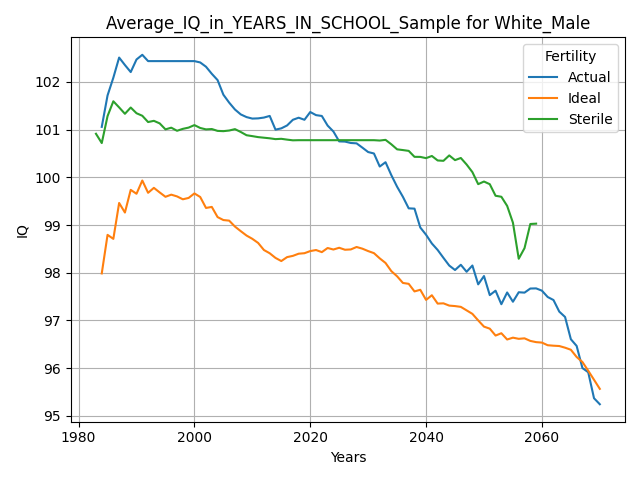 Average_IQ_in_YEARS_IN_SCHOOL_Sample for White_Male
Fertility
Actual
Ideal
Sterile
IQ
102
101
100
99
98
97
96
95
1980
2000
2020
2040
2060
Years